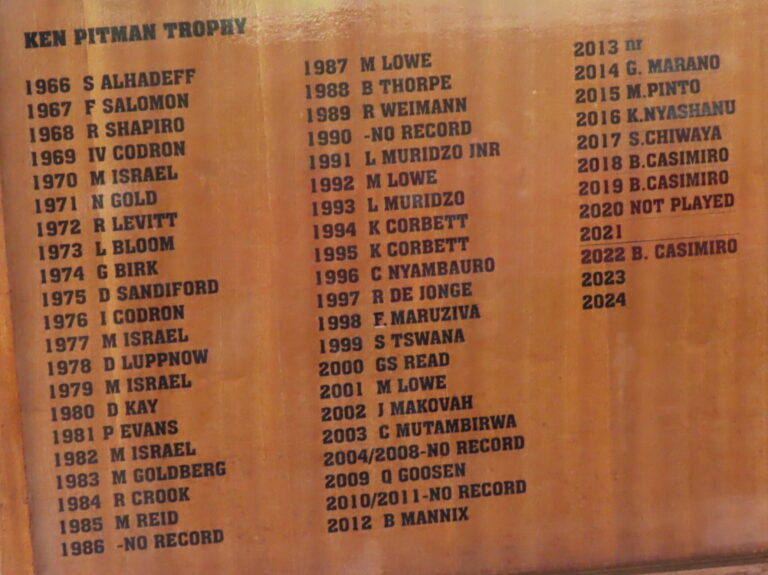 KEN PITMAN TROPHY
1966 S ALHADEFF
1967 F SALOMON
1968 R SHAPIRO
1969 IV CODRON
1970 M ISRAEL
1971 N GOLD
1972 R LEVITT
1973 L BLOOM
1974 G BIRK
1975 D SANDIFORD
1976 I CODRON
1977 M ISRAEL
1978 D LUPPNOW
1979 M ISRAEL
1980 D KAY
1981 P EVANS
1982 M ISRAEL
1983 M GOLDBERG
1984 R CROOK
1985 M REID
1986 -NO RECORD
1987 M LOWE
1988 B THORPE
1989 R WEIMANN
1990 -NO RECORD
1991 L MURIDZO JNR
1992 M LOWE
1993 L MURIDZO
1994 K CORBETT
1995 K CORBETT
1996 C NYAMBAURO
1997 R DE JONGE
1998 F. MARUZIVA
1999 S TSWANA
2000 GS READ
2001 M LOWE
2002 J MAKOVAH
2003 C MUTAMBIRWA
2004/2008-NO RECORD
2009 Q GOOSEN
2010/2011-NO RECORD
2012 B MANNIX
2013 nr
2014 G. MARANO
2015 M.PINTO
2016 K.NYASHANU
2017 S.CHIWAYA
2018 B.CASIMIRO
2019 B.CASIMIRO
2020 NOT PLAYED
2021
2022 B. CASIMIRO
2023
2024